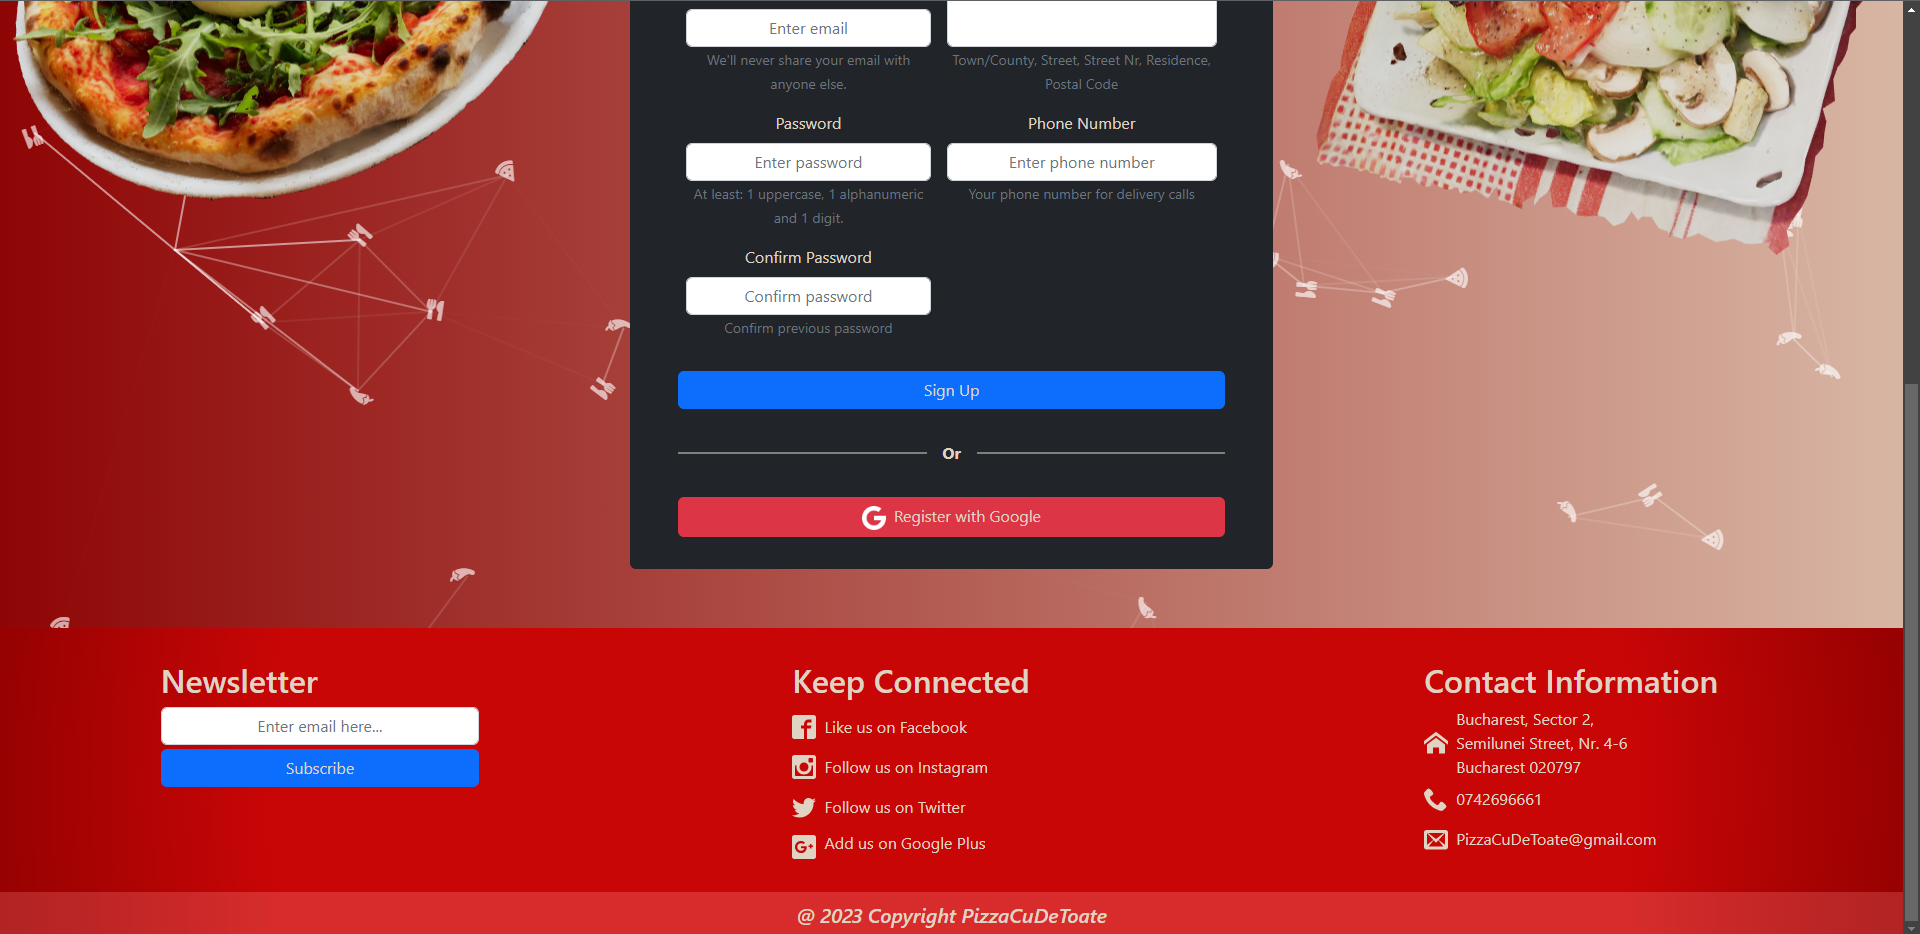 Enter email
We'll never share your email with
anyone else.
Town/County, Street, Street Nr, Residence,
Postal Code
Password
Enter password
At least: 1 uppercase, 1 alphanumeric
and 1 digit.
Phone Number
Enter phone number
Your phone number for delivery calls
Confirm Password
Confirm password
Confirm previous password
Sign Up
Or
Register with Google
Newsletter
Enter email here...
Subscribe
Keep Connected
Like us on Facebook
Follow us on Instagram
Follow us on Twitter
Add us on Google Plus
Contact Information
Bucharest, Sector 2,
Semilunei Street, Nr. 4-6
Bucharest 020797
0742696661
PizzaCuDeToate@gmail.com
@ 2023 Copyright PizzaCuDeToate